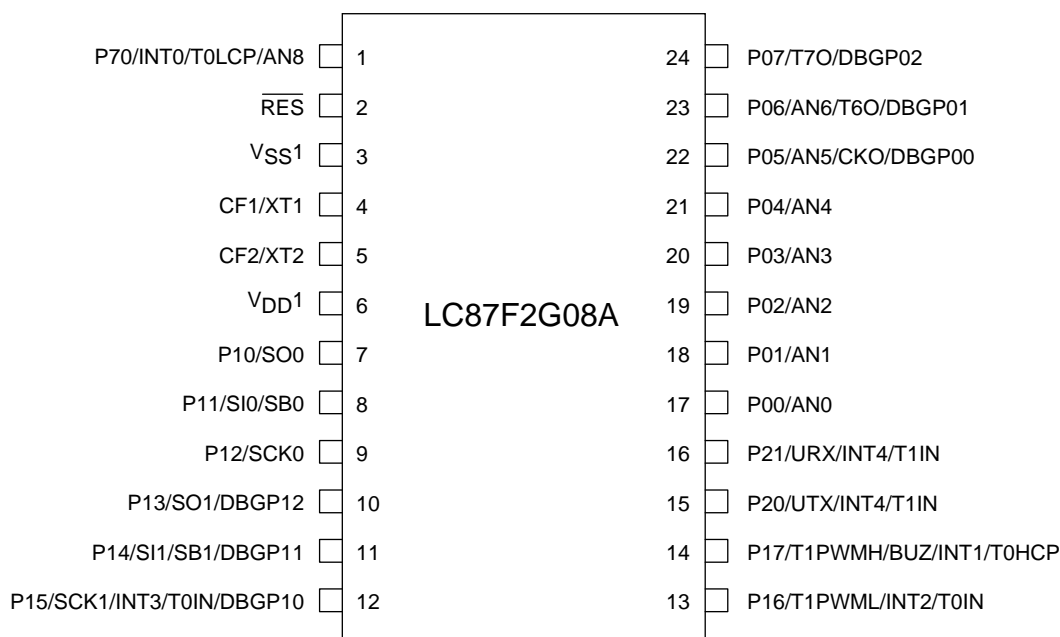 P70/INT0/T0LCP/AN8 1 24 P07/T7O/DBGP02
RES 2 23 P06/AN6/T6O/DBGP01
VSS1 3 22 P05/AN5/CKO/DBGP00
CF1/XT1 4 21 P04/AN4
CF2/XT2 5 20 P03/AN3
VDD1 6 19 P02/AN2
LC87F2G08A
P10/SO0 7 18 P01/AN1
P11/SI0/SB0 8 17 P00/AN0
P12/SCK0 9 16 P21/URX/INT4/T1IN
P13/SO1/DBGP12 10 15 P20/UTX/INT4/T1IN
P14/SI1/SB1/DBGP11 11 14 P17/T1PWMH/BUZ/INT1/T0HCP
P15/SCK1/INT3/T0IN/DBGP10 12 13 P16/T1PWML/INT2/T0IN